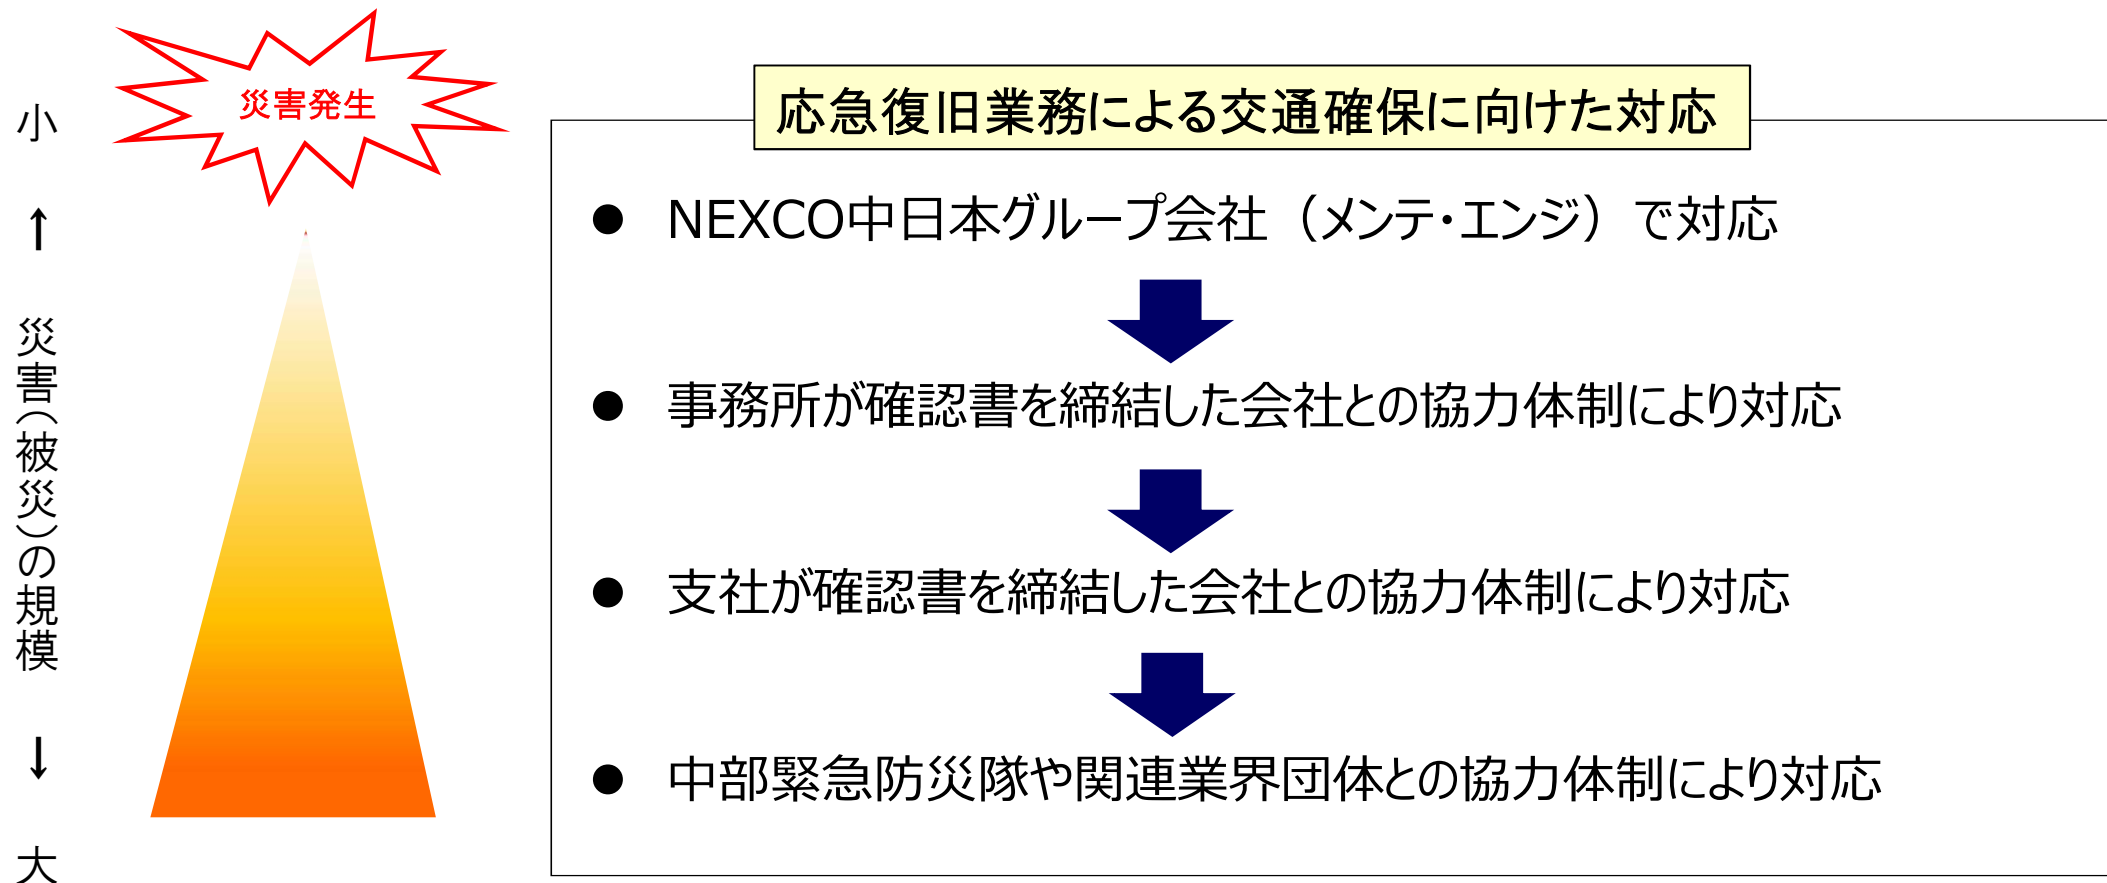 災害発生
小
↑
災害(被災)の規模
↓
大
応急復旧業務による交通確保に向けた対応
● NEXCO中日本グループ会社（メンテ・エンジ）で対応
● 事務所が確認書を締結した会社との協力体制により対応
● 支社が確認書を締結した会社との協力体制により対応
● 中部緊急防災隊や関連業界団体との協力体制により対応